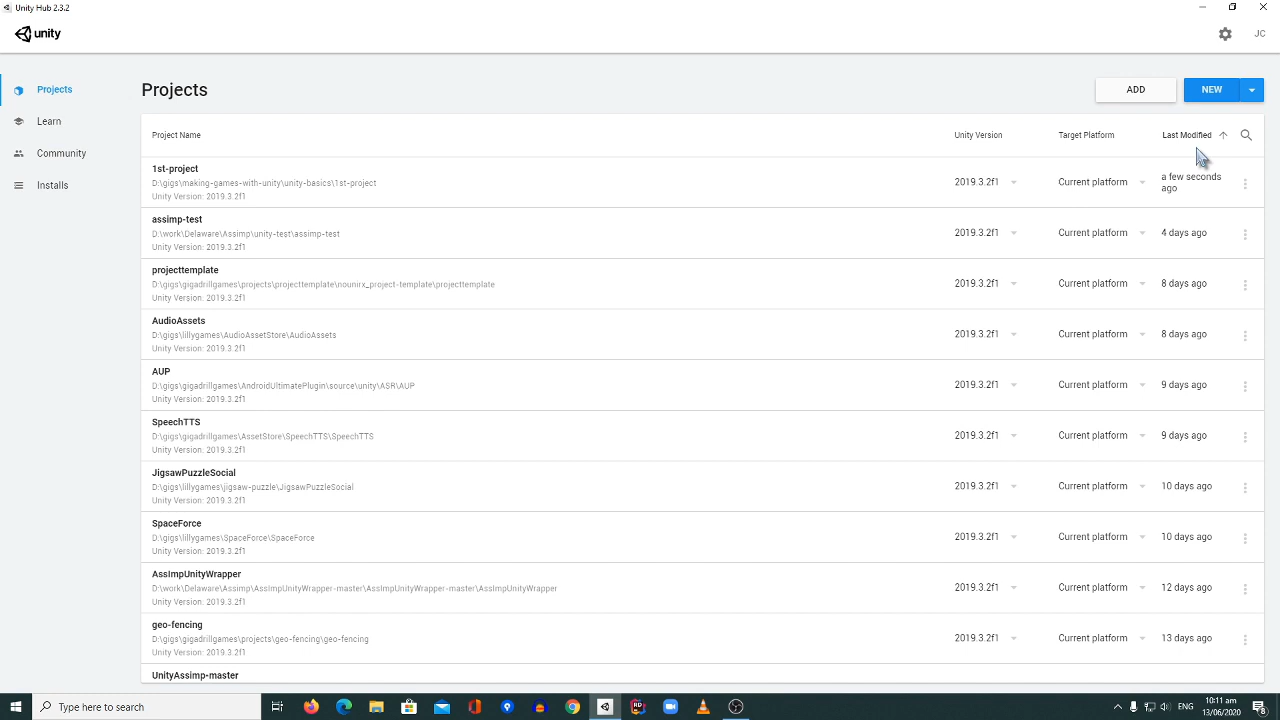 Unity Hub 2.3.2
unity
JC
Projects
Learn
Community
Installs
Projects
ADD
NEW
Project Name
Unity Version
Target Platform
Last Modified
1st-project
D:\gigs\making-games-with-unity\unity-basics\1st-project
Unity Version: 2019.3.2f1
2019.3.2f1
Current platform
a few seconds
ago
assimp-test
D:\work\Delaware\Assimp\unity-test\assimp-test
Unity Version: 2019.3.2f1
2019.3.2f1
Current platform
4 days ago
projecttemplate
D:\gigs\gigadrillgames\projects\projecttemplate\nounirx_project-template\projecttemplate
Unity Version: 2019.3.2f1
2019.3.2f1
Current platform
8 days ago
AudioAssets
D:\gigs\lillygames\AudioAssetStore\AudioAssets
Unity Version: 2019.3.2f1
2019.3.2f1
Current platform
8 days ago
AUP
D:\gigs\gigadrillgames\AndroidUltimatePlugin\source\unity\ASR\AUP
Unity Version: 2019.3.2f1
2019.3.2f1
Current platform
9 days ago
SpeechTTS
D:\gigs\gigadrillgames\AssetStore\SpeechTTS\SpeechTTS
Unity Version: 2019.3.2f1
2019.3.2f1
Current platform
9 days ago
JigsawPuzzleSocial
D:\gigs\lillygames\jigsaw-puzzle\JigsawPuzzleSocial
Unity Version: 2019.3.2f1
2019.3.2f1
Current platform
10 days ago
SpaceForce
D:\gigs\lillygames\SpaceForce\SpaceForce
Unity Version: 2019.3.2f1
2019.3.2f1
Current platform
10 days ago
AssImpUnityWrapper
D:\work\Delaware\Assimp\AssImpUnityWrapper-master\AssImpUnityWrapper-master\AssImpUnityWrapper
Unity Version: 2019.3.2f1
2019.3.2f1
Current platform
12 days ago
geo-fencing
D:\gigs\gigadrillgames\projects\geo-fencing\geo-fencing
Unity Version: 2019.3.2f1
2019.3.2f1
Current platform
13 days ago
UnityAssimp-master
Type here to search
ENG
10:11 am
13/06/2020
8